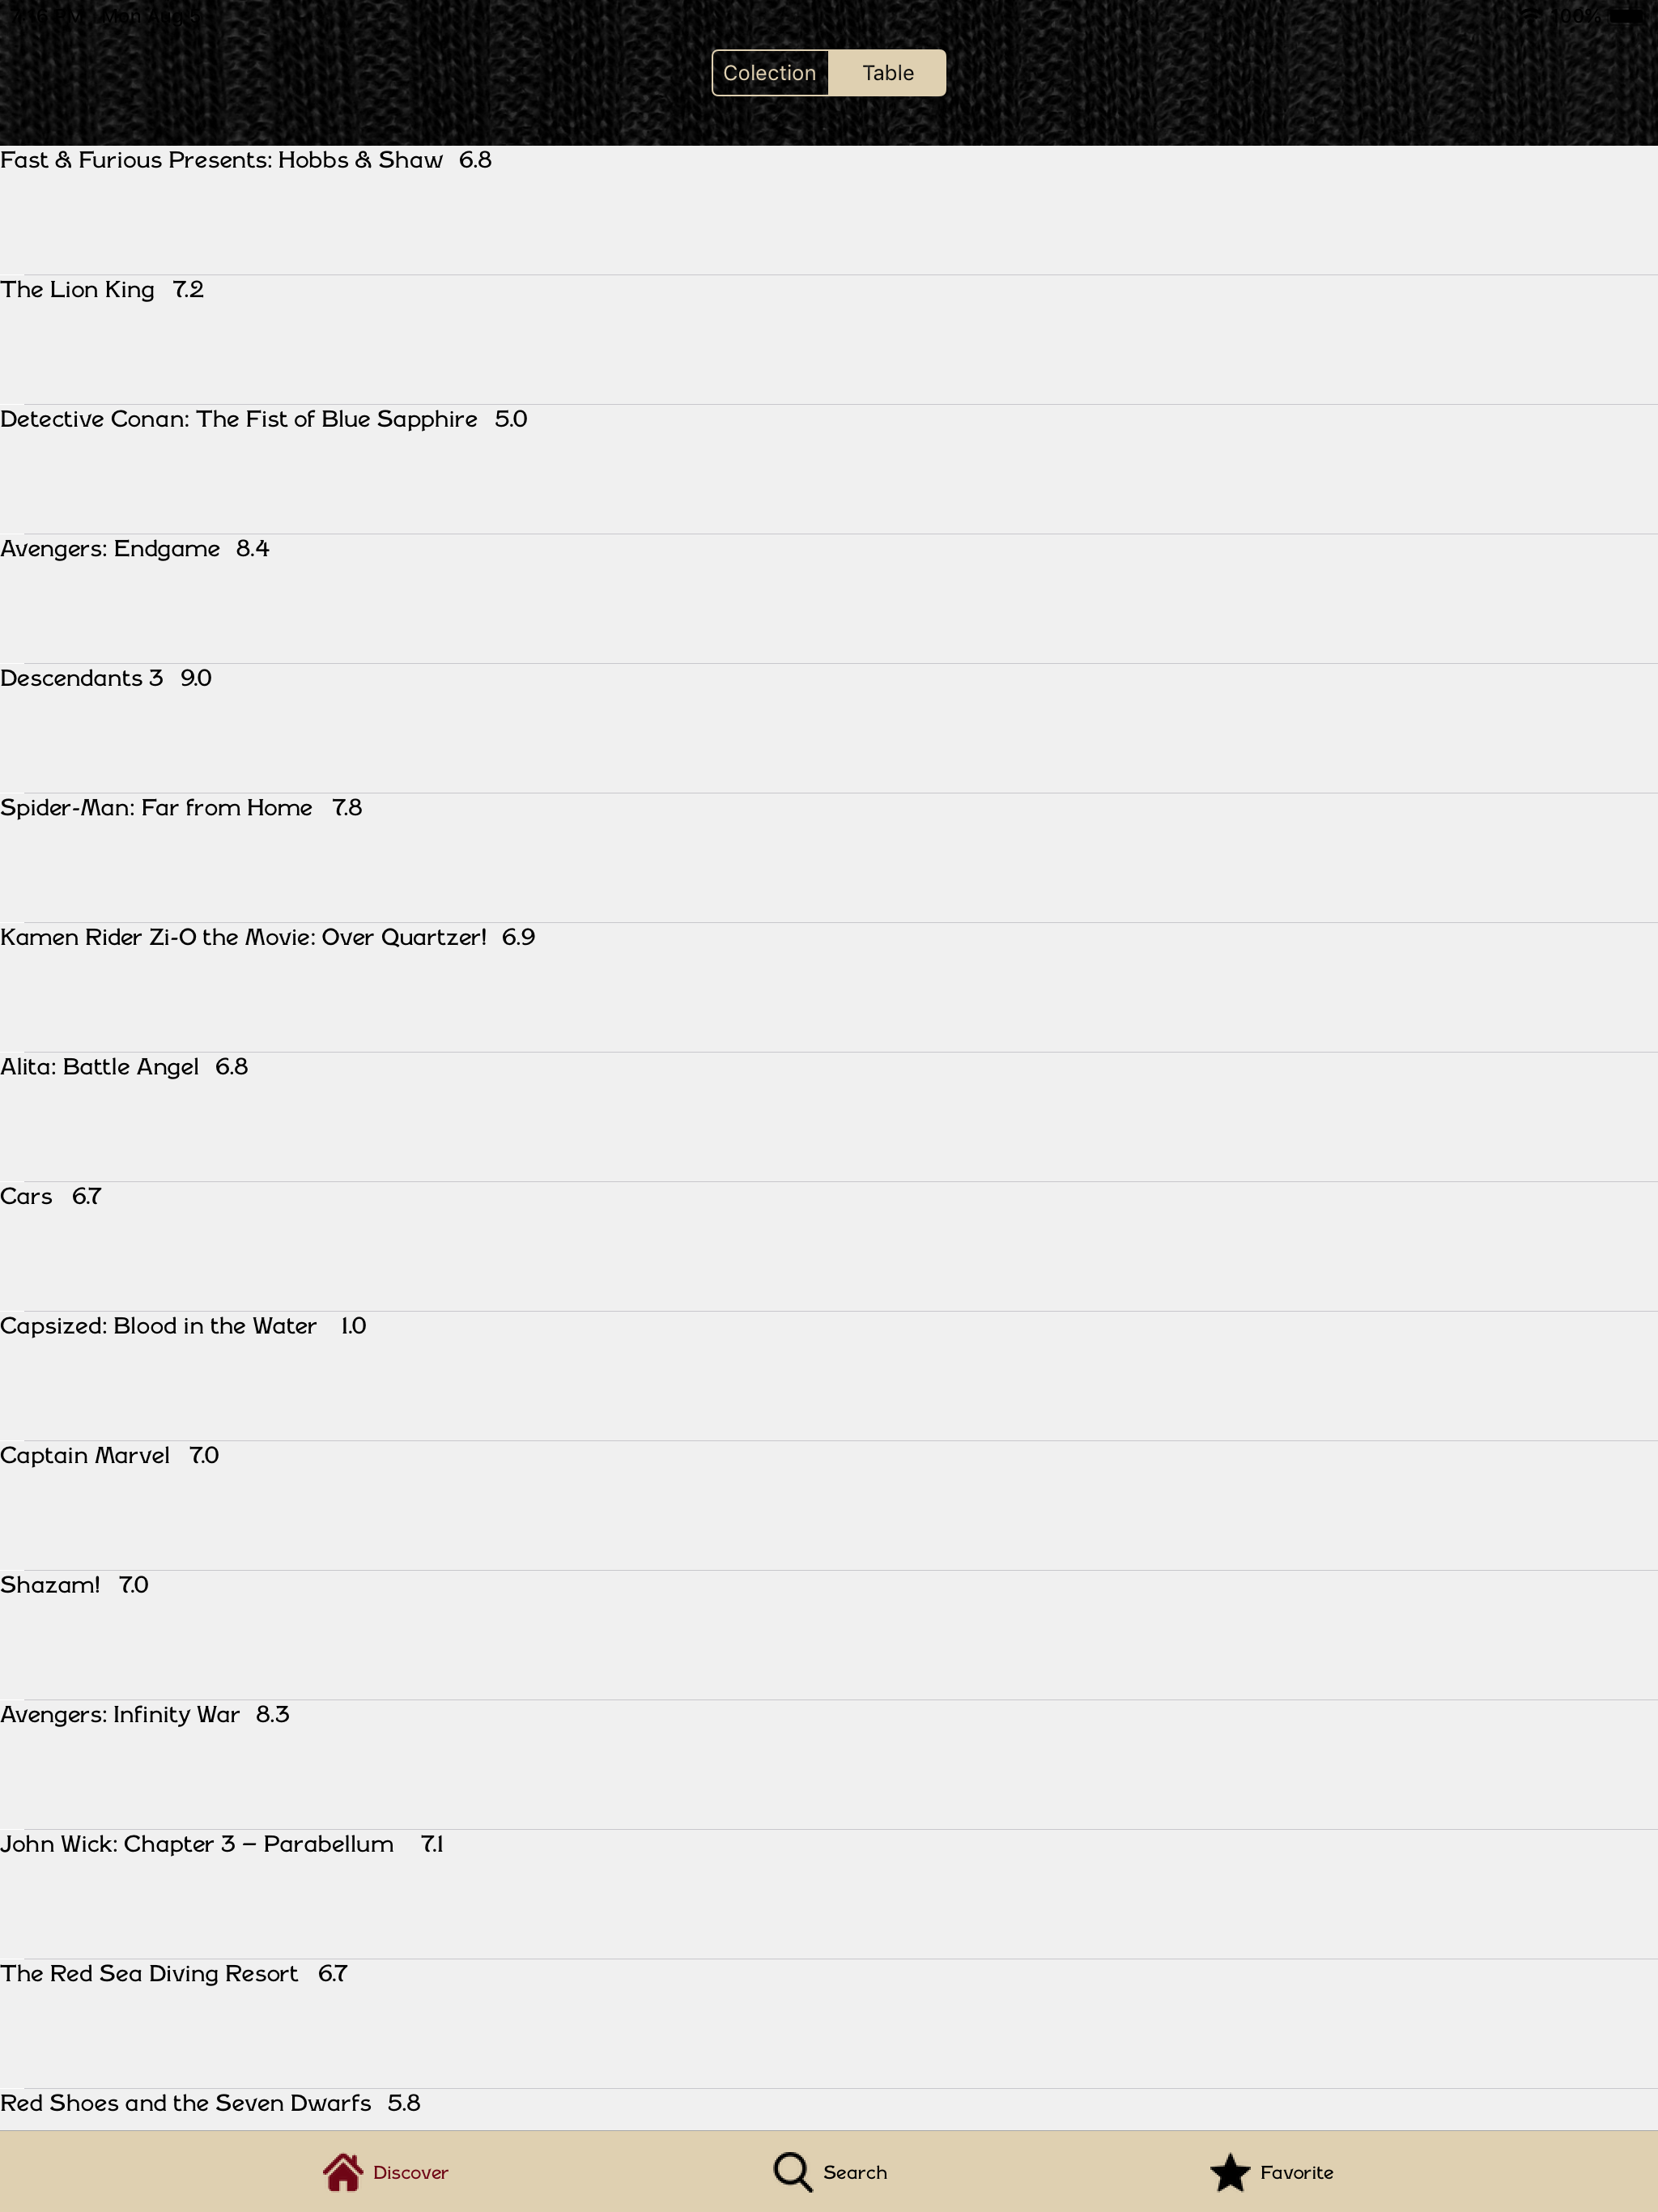 Mon Aug 5
100%
Colection Table
Fast & Furious Presents: Hobbs & Shaw 6.8
The Lion King 7.2
Detective Conan: The Fist of Blue Sapphire 5.0
Avengers: Endgame 8.4
Descendants 3 9.0
Spider-Man: Far from Home 7.8
Kamen Rider Zi-O the Movie: Over Quartzer! 6.9
Alita: Battle Angel 6.8
Cars 6.7
Capsized: Blood in the Water 1.0
Captain Marvel 7.0
Shazam! 7.0
Avengers: Infinity War 8.3
John Wick: Chapter 3 – Parabellum 7.1
The Red Sea Diving Resort 6.7
Red Shoes and the Seven Dwarfs 5.8
Discover Search Favorite